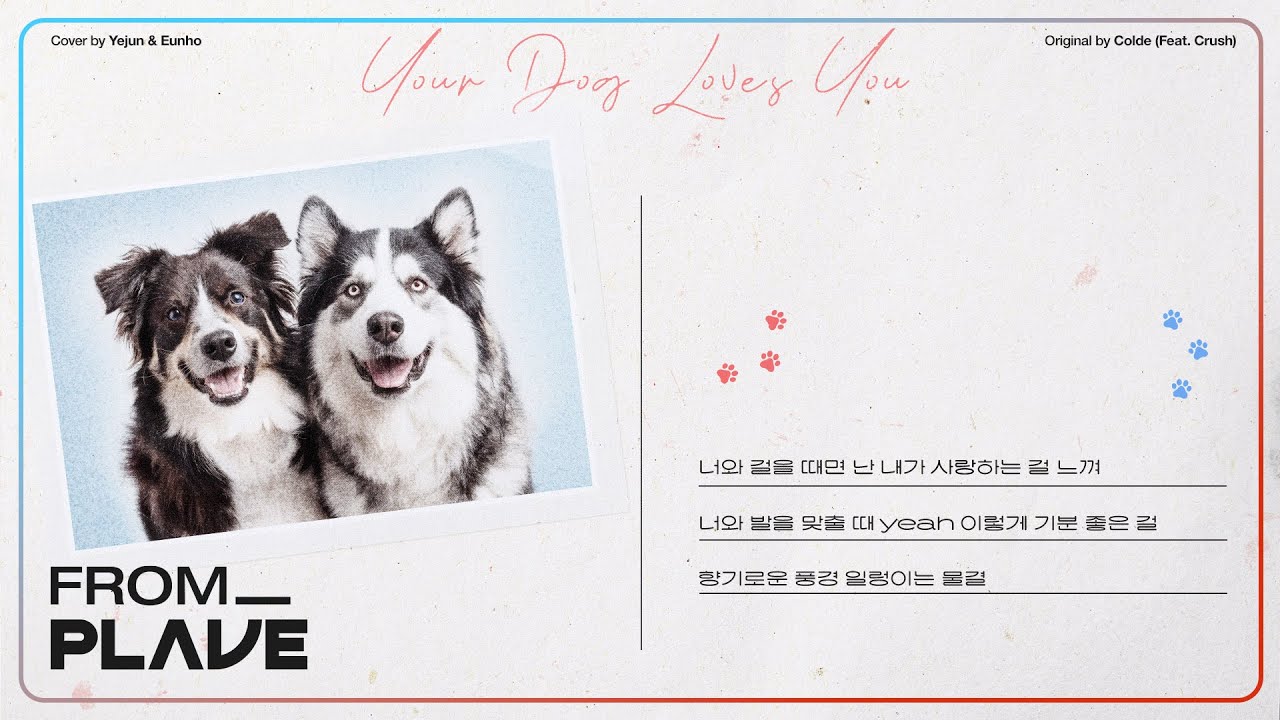 Cover by Yejun & Eunho
Original by Colde (Feat. Crush)
Your Dog Loves You
너와 걸을 때면 난 내가 사랑하는 걸 느껴
너와 발을 맞출 때 yeah 이렇게 기분 좋은 걸
향기로운 풍경 일렁이는 물결
FROM_
PLAVE